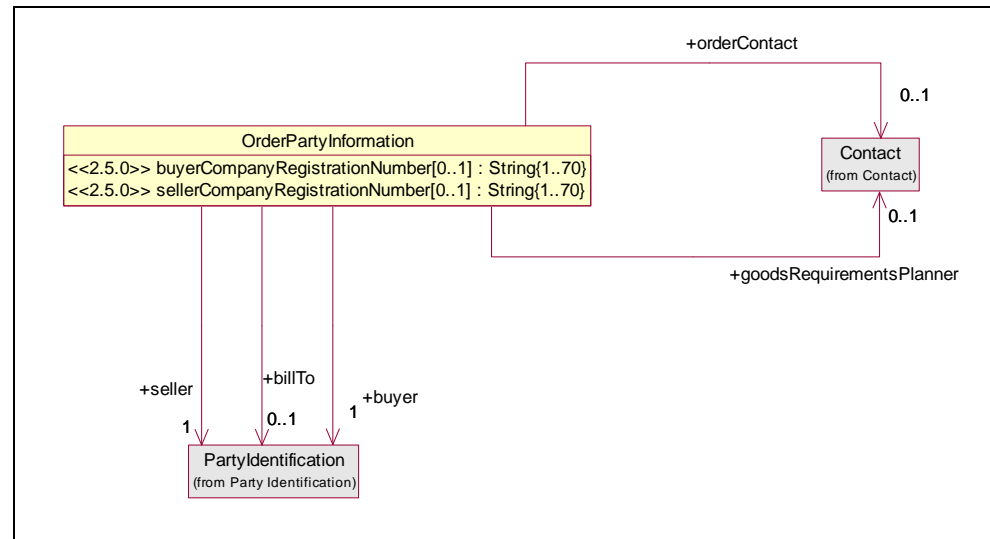 +orderContact
0..1
OrderPartyInformation
<<2.5.0>> buyerCompanyRegistrationNumber[0..1] : String{1..70}
<<2.5.0>> sellerCompanyRegistrationNumber[0..1] : String{1..70}
Contact
(from Contact)
0..1
+goodsRequirementsPlanner
+seller
+billTo
+buyer
1
0..1
1
PartyIdentification
(from Party Identification)